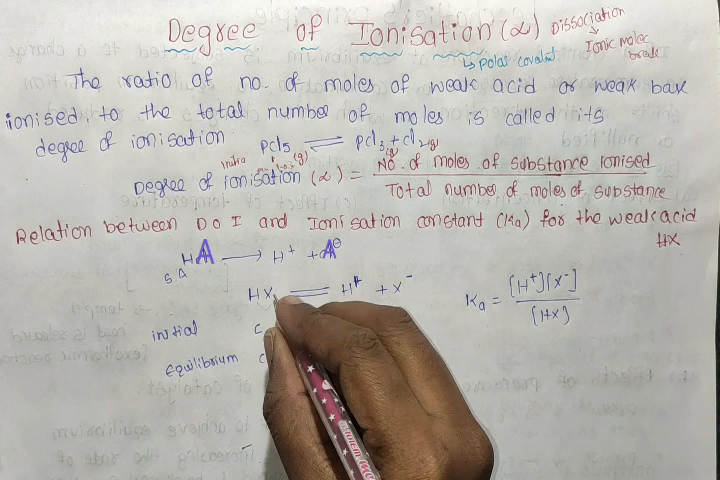 Degree of Ionisation (α) Dissociation
↓
Ionic molec
break
↳ Polar covalent
The ratio of no. of moles of weak acid or weak base
ionised to the total number of moles is called its
degree of ionisation PCl5 ⇌ PCl3 + Cl2(g)
(g) (g)
Degree of ionisation (α) = No. of moles of substance ionised
Total number of moles of substance
Relation between D O I and Ionisation constant (Ka) for the weak acid
HX
HA → H+ + A⊖
S.A
HX ⇌ H+ + X-
Ka = [H+][X-]
[HX]
initial C
Equilibrium C